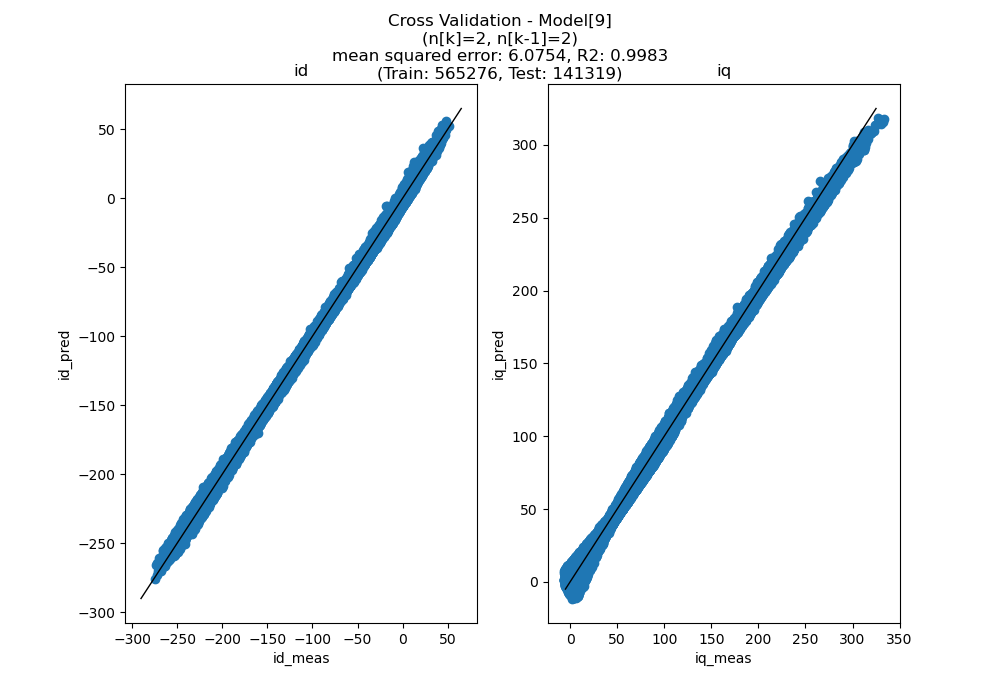 Cross Validation - Model[9]
(n[k]=2, n[k-1]=2)
mean squared error: 6.0754, R2: 0.9983
(Train: 565276, Test: 141319)
id
50
0
−50
−100
−150
−200
−250
−300
id_pred
−300 −250 −200 −150 −100 −50 0 50
id_meas
iq
300
250
200
150
100
50
0
iq_pred
0 50 100 150 200 250 300 350
iq_meas